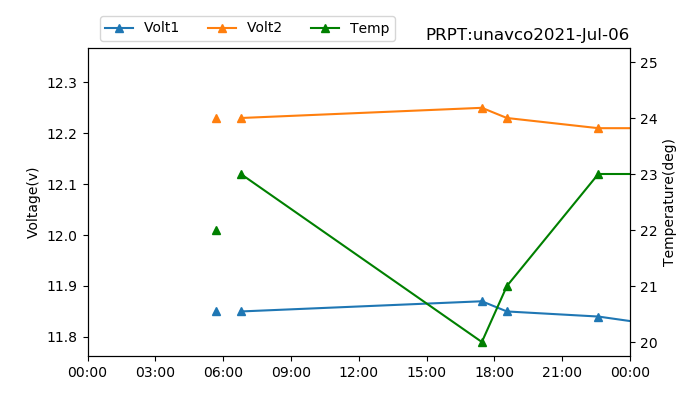 Volt1 Volt2 Temp
PRPT:unavco2021-Jul-06
Voltage(v)
12.3
12.2
12.1
12.0
11.9
11.8
25
24
23
22
21
20
Temperature(deg)
00:00 03:00 06:00 09:00 12:00 15:00 18:00 21:00 00:00